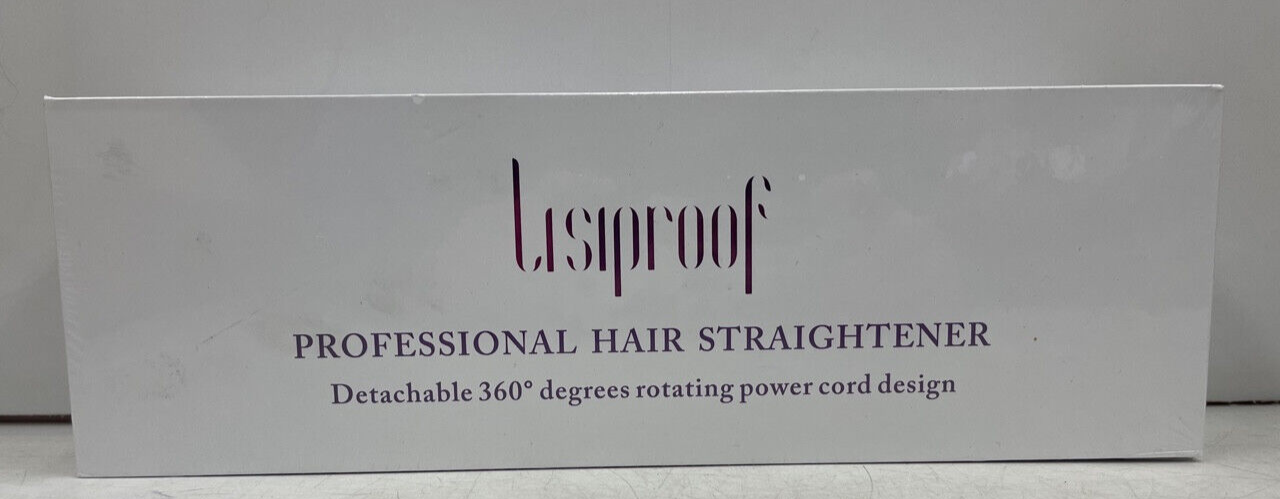 Lisiproof
PROFESSIONAL HAIR STRAIGHTENER
Detachable 360° degrees rotating power cord design